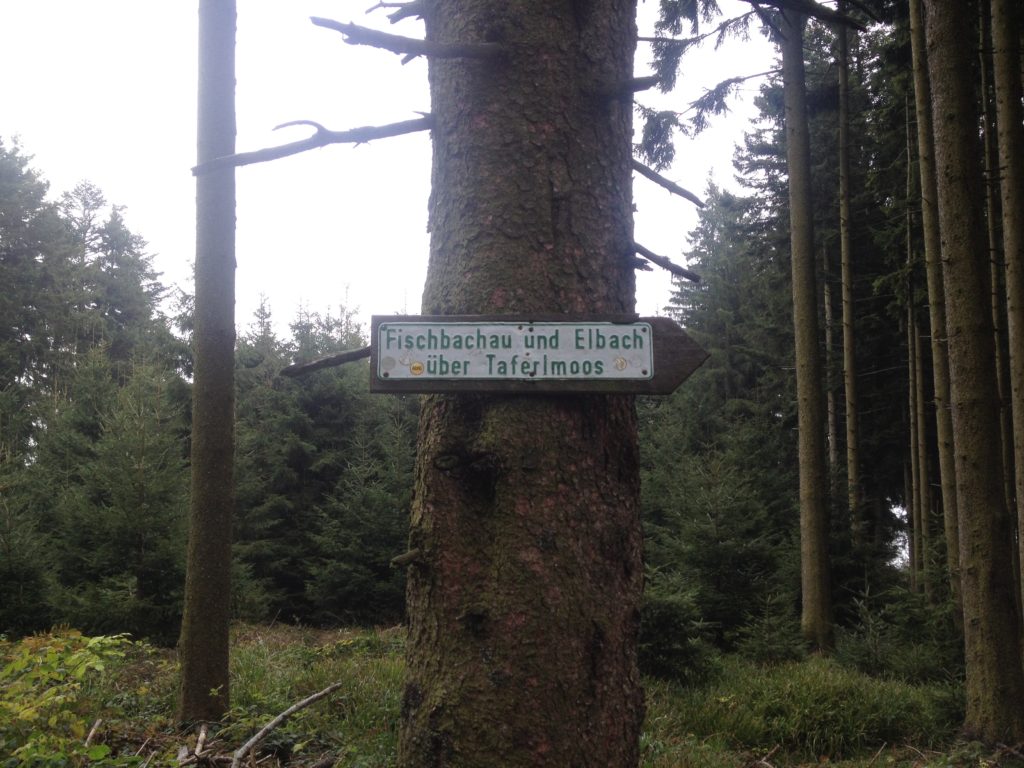 Fischbachau und Elbach
über Taferlmoos